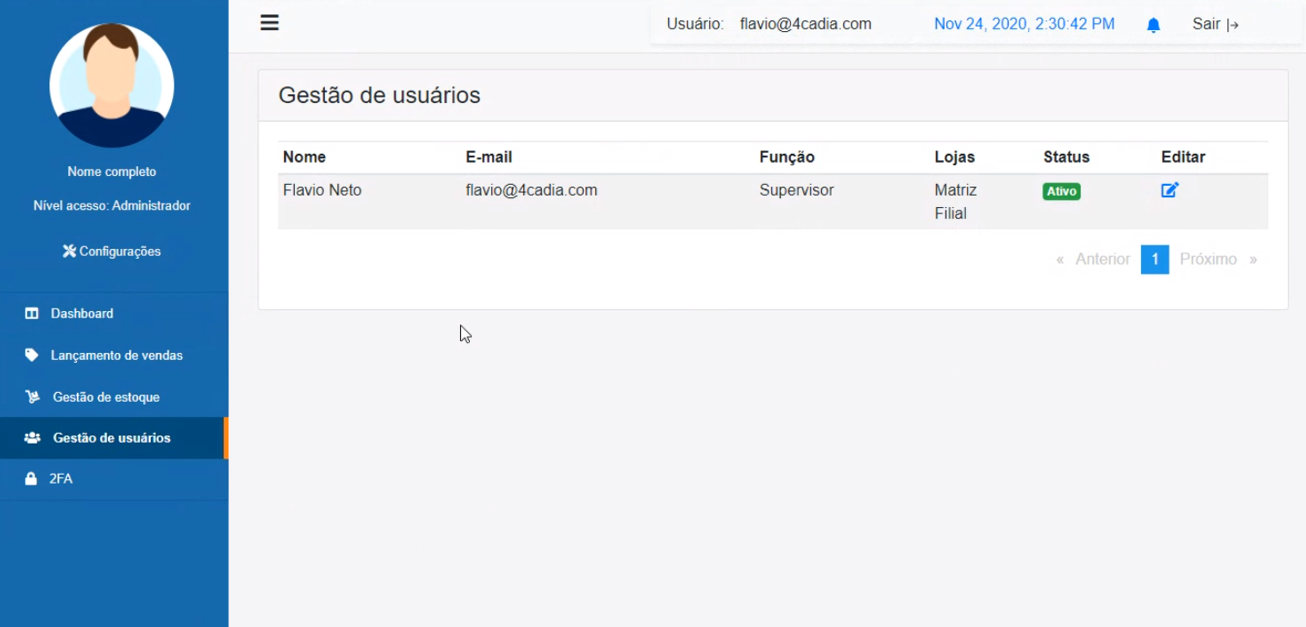 Usuário: flavio@4cadia.com Nov 24, 2020, 2:30:42 PM Sair
Nome completo
Nível acesso: Administrador
Configurações
Dashboard
Lançamento de vendas
Gestão de estoque
Gestão de usuários
2FA
Gestão de usuários
Nome E-mail Função Lojas Status Editar
Flavio Neto flavio@4cadia.com Supervisor Matriz Ativo
Filial
« Anterior 1 Próximo »